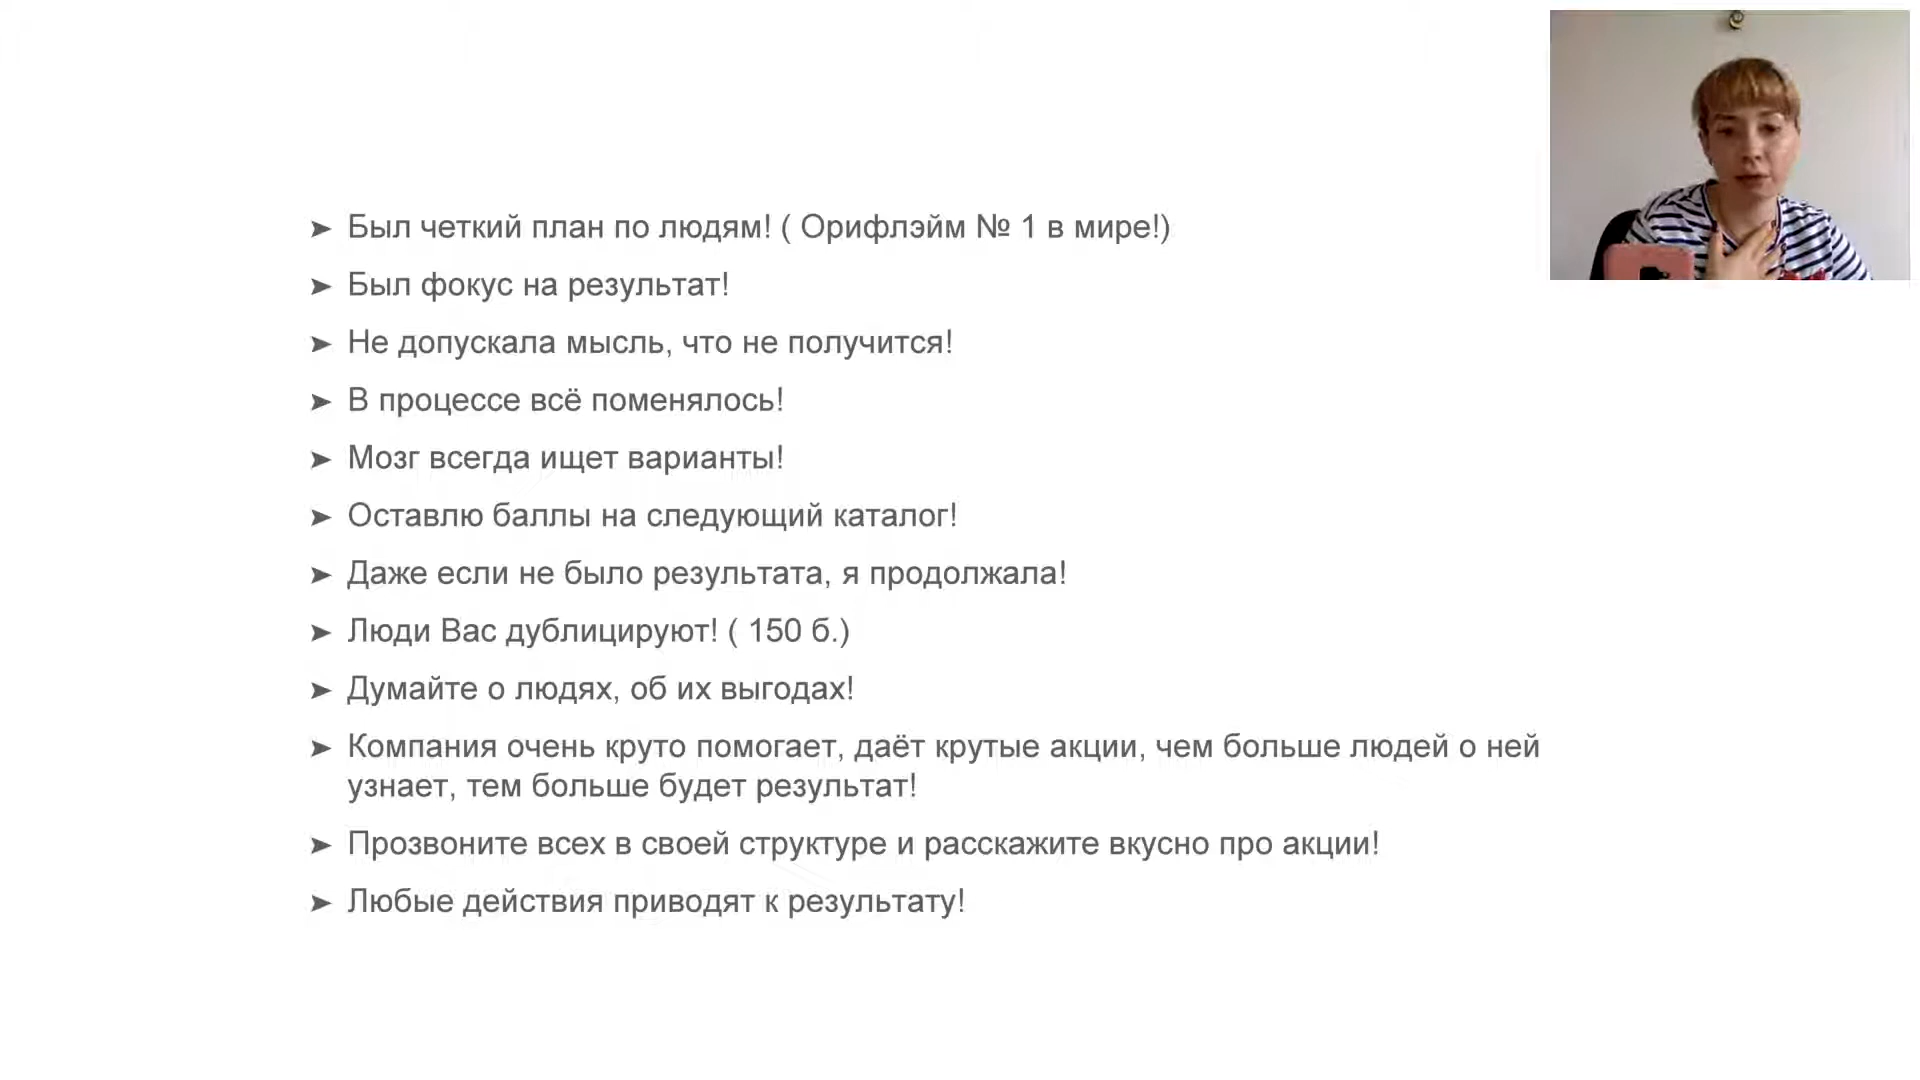 ➤ Был четкий план по людям! ( Орифлэйм № 1 в мире!)
➤ Был фокус на результат!
➤ Не допускала мысль, что не получится!
➤ В процессе всё поменялось!
➤ Мозг всегда ищет варианты!
➤ Оставлю баллы на следующий каталог!
➤ Даже если не было результата, я продолжала!
➤ Люди Вас дублицируют! ( 150 б.)
➤ Думайте о людях, об их выгодах!
➤ Компания очень круто помогает, даёт крутые акции, чем больше людей о ней
узнает, тем больше будет результат!
➤ Прозвоните всех в своей структуре и расскажите вкусно про акции!
➤ Любые действия приводят к результату!